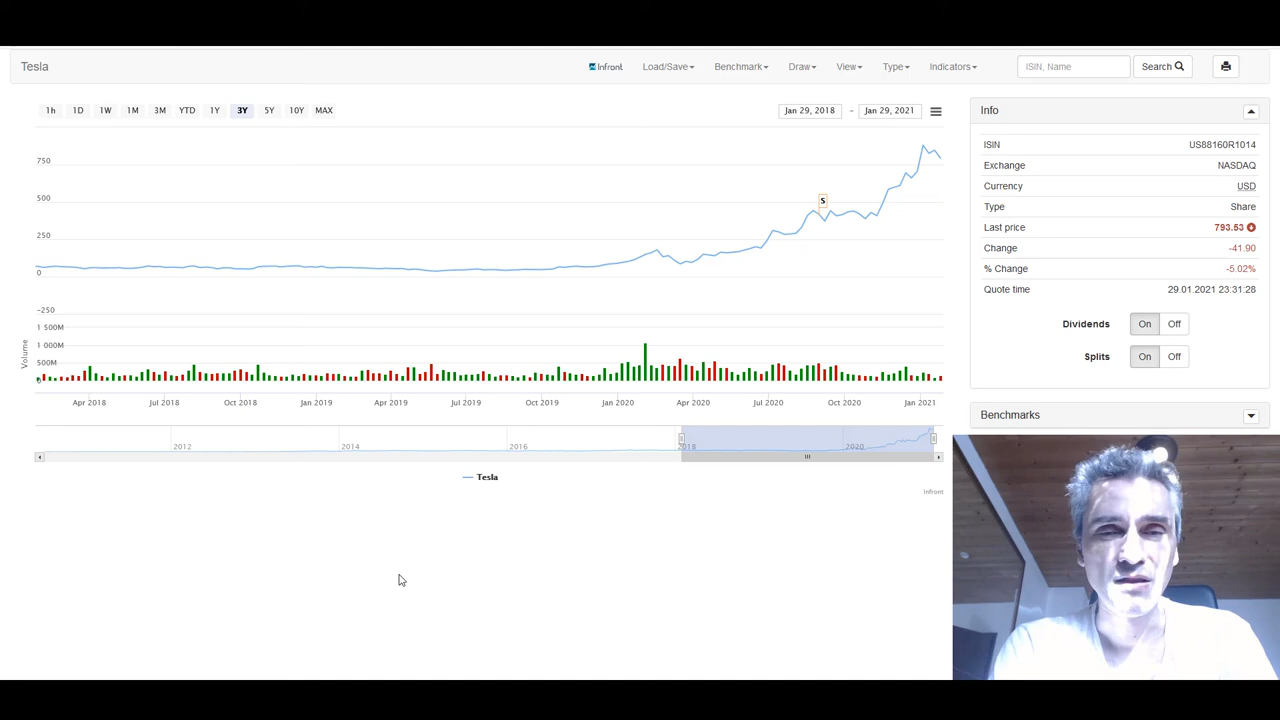 Tesla
Infront
Load/Save
Benchmark
Draw
View
Type
Indicators
ISIN, Name
Search
1h 1D 1W 1M 3M YTD 1Y 3Y 5Y 10Y MAX
Jan 29, 2018 – Jan 29, 2021
750
500
250
0
−250
S
1 500M
1 000M
500M
0
Volume
Apr 2018 Jul 2018 Oct 2018 Jan 2019 Apr 2019 Jul 2019 Oct 2019 Jan 2020 Apr 2020 Jul 2020 Oct 2020 Jan 2021
2012 2014 2016 2018 2020
Tesla
Infront
Info
ISIN US88160R1014
Exchange NASDAQ
Currency USD
Type Share
Last price 793.53
Change -41.90
% Change -5.02%
Quote time 29.01.2021 23:31:28
Dividends On Off
Splits On Off
Benchmarks